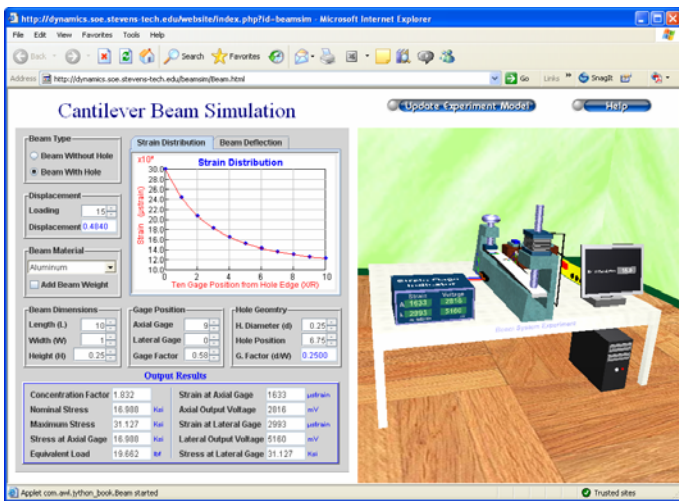 http://dynamics.soe.stevens-tech.edu/website/index.php?id=beamsim - Microsoft Internet Explorer
File Edit View Favorites Tools Help
Back Search Favorites
Address http://dynamics.soe.stevens-tech.edu/beamsim/Beam.html Go Links » SnagIt
Cantilever Beam Simulation
Update Experiment Model Help
Beam Type
Beam Without Hole
Beam With Hole
Displacement
Loading 15
Displacement 0.4840
Beam Material
Aluminum
Add Beam Weight
Strain Distribution Beam Deflection
Strain Distribution
30.0
28.0
26.0
24.0
22.0
20.0
18.0
16.0
14.0
12.0
10.0
Strain (µstrain)
0 2 4 6 8 10
Ten Gage Position from Hole Edge (X/R)
Beam Dimensions
Length (L) 10
Width (W) 1
Height (H) 0.25
Gage Position
Axial Gage 9
Lateral Gage 0
Gage Factor 0.58
Hole Geomtry
H. Diameter (d) 0.25
Hole Position 6.75
G. Factor (d/W) 0.2500
Output Results
Concentration Factor 1.832
Nominal Stress 16.988 Ksi
Maximum Stress 31.127 Ksi
Stress at Axial Gage 16.988 Ksi
Equivalent Load 19.662 lbf
Strain at Axial Gage 1633 µstrain
Axial Output Voltage 2816 mV
Strain at Lateral Gage 2993 µstrain
Lateral Output Voltage 5160 mV
Stress at Lateral Gage 31.127 Ksi
Strain Gage
Indicator
Strain Voltage
A 1633 2816
L 2993 5160
Applet com.awl.jython_book.Beam started
Trusted sites